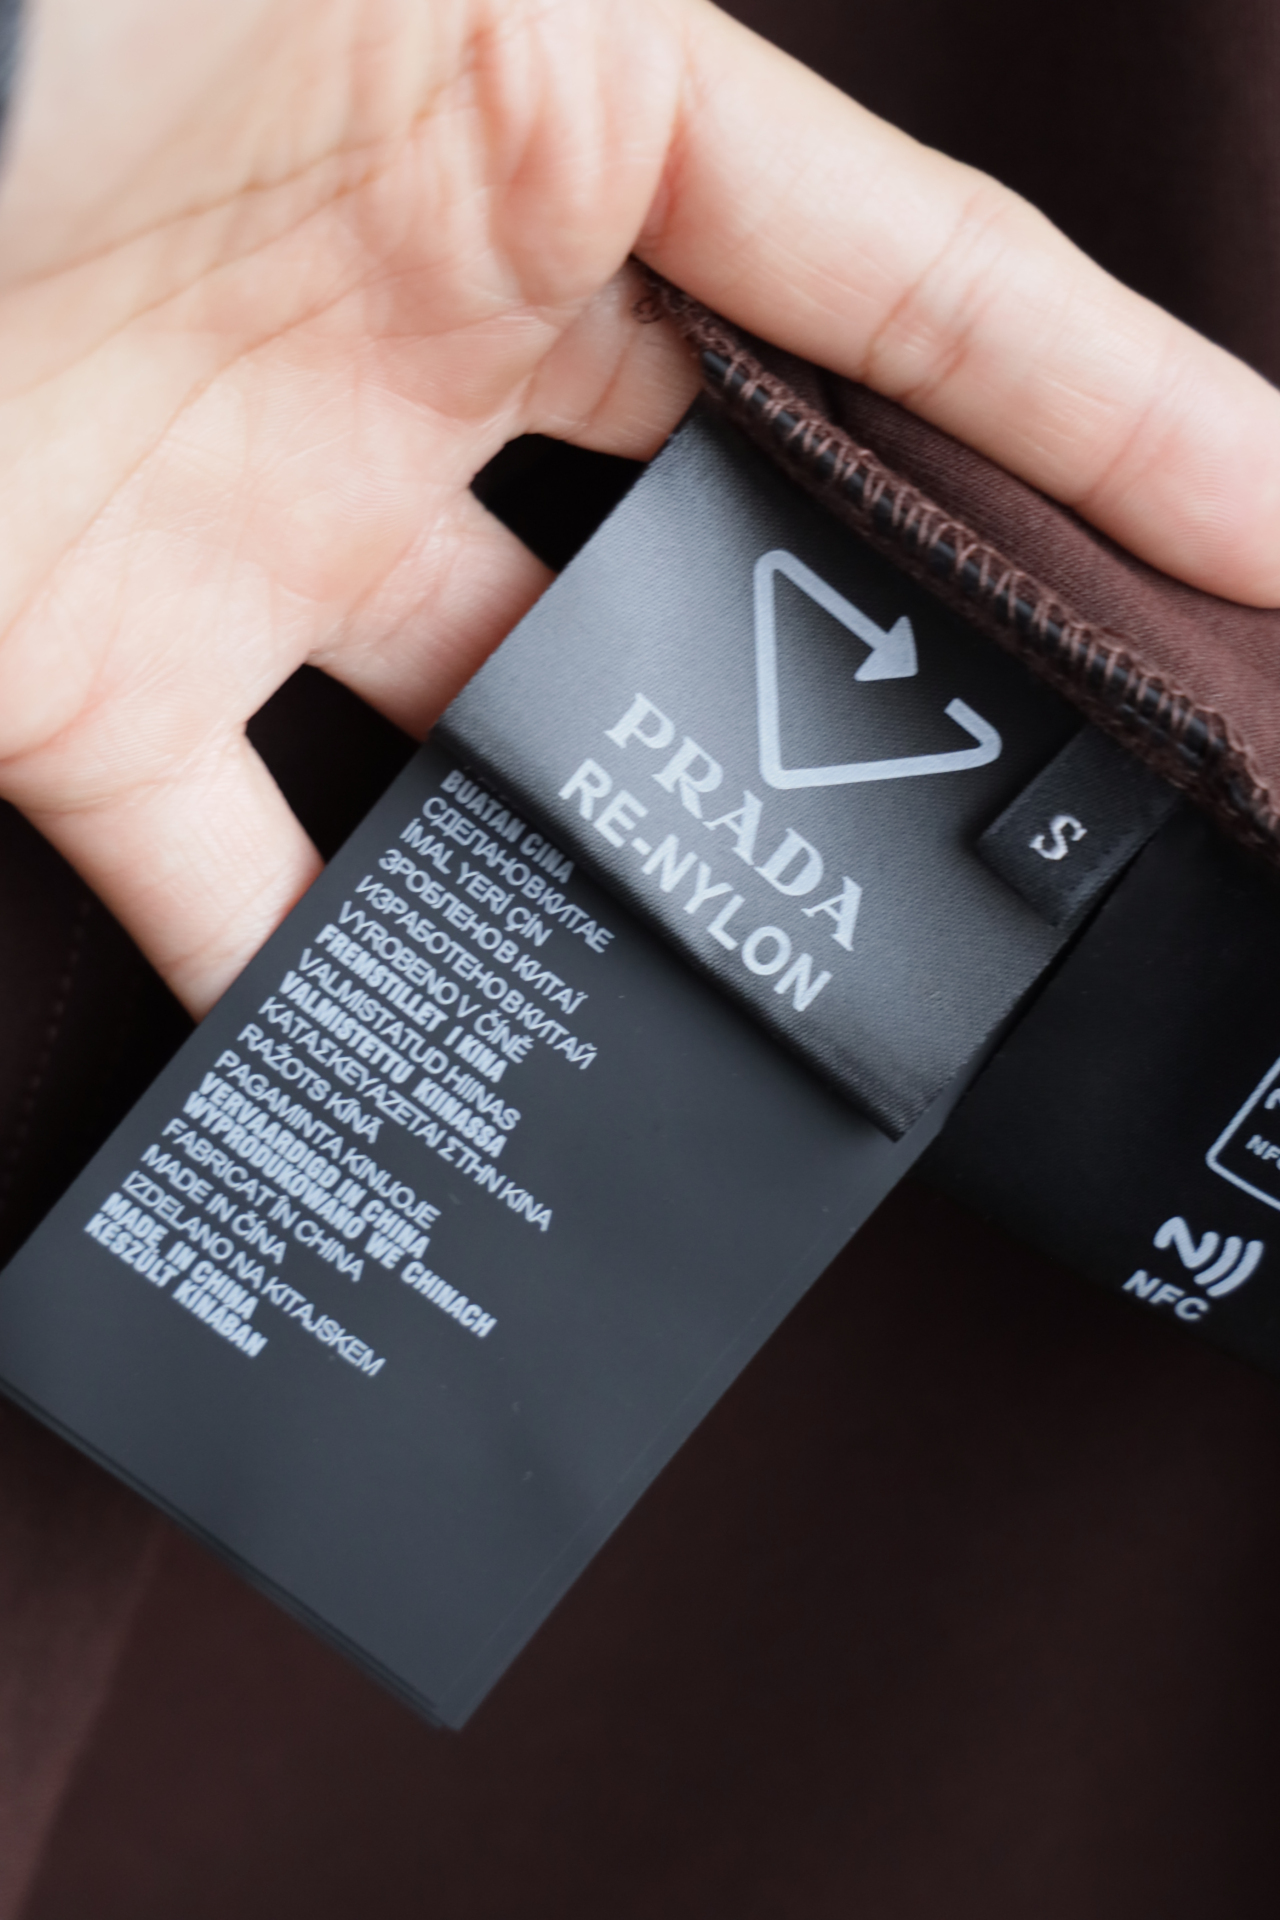 PRADA
RE-NYLON
S
BUATAN CINA
СДЕЛАНО В КИТАЕ
İMAL YERİ ÇİN
ЗРОБЛЕНО В КИТАЇ
ИЗРАБОТЕНО В КИТАЙ
VYROBENO V ČÍNĚ
FREMSTILLET I KINA
VALMISTATUD HIINAS
VALMISTETTU KIINASSA
ΚΑΤΑΣΚΕYΑΖΕΤΑΙ ΣΤΗΝ ΚΙΝΑ
RAŽOTS KĪNĀ
PAGAMINTA KINIJOJE
VERVAARDIGD IN CHINA
WYPRODUKOWANO WE CHINACH
FABRICAT ÎN CHINA
MADE IN ČÍNA
IZDELANO NA KITAJSKEM
MADE IN CHINA
KÉSZÜLT KÍNÁBAN
NFC